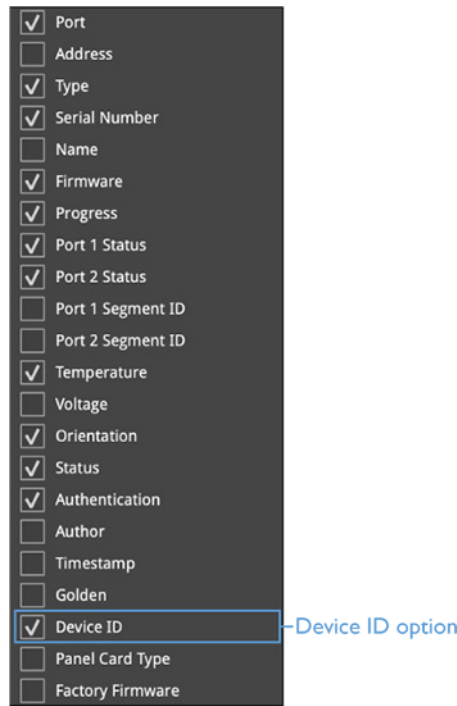 Port
Address
Type
Serial Number
Name
Firmware
Progress
Port 1 Status
Port 2 Status
Port 1 Segment ID
Port 2 Segment ID
Temperature
Voltage
Orientation
Status
Authentication
Author
Timestamp
Golden
Device ID
Device ID option
Panel Card Type
Factory Firmware